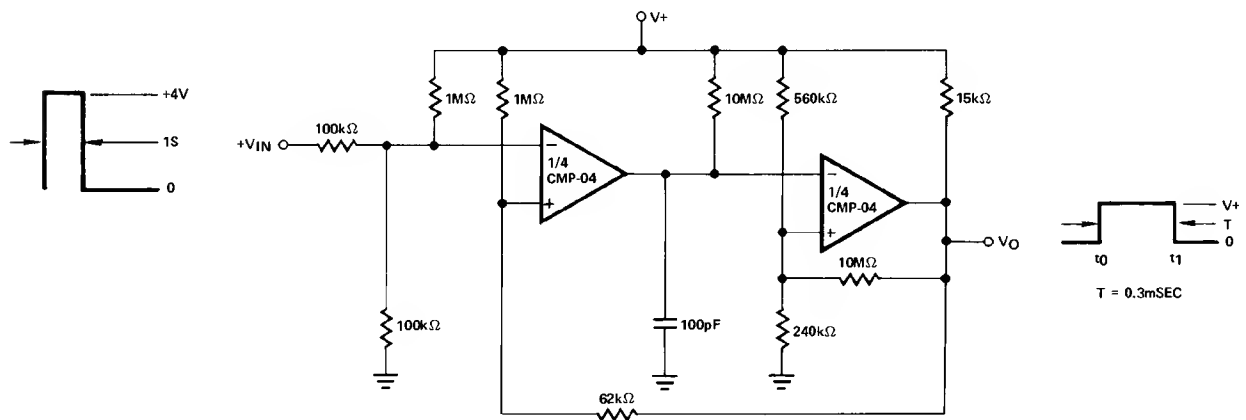 V+
+4V
1S
0
1MΩ
1MΩ
10MΩ
560kΩ
15kΩ
100kΩ
+VIN
−
1/4
CMP-04
+
−
1/4
CMP-04
+
VO
V+
T
0
t0
t1
T = 0.3mSEC
10MΩ
100kΩ
100pF
240kΩ
62kΩ